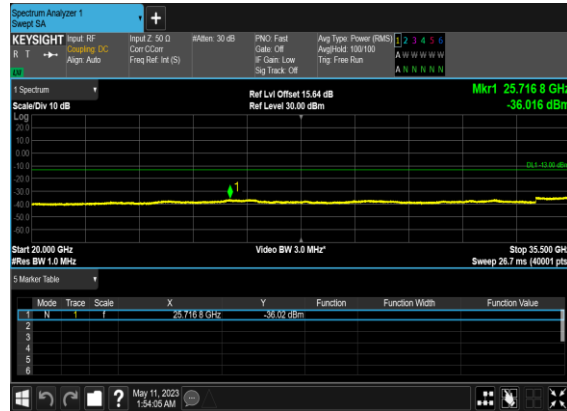 Spectrum Analyzer 1
Swept SA
+
KEYSIGHT Input: RF Input Z: 50 Ω #Atten: 30 dB PNO: Fast Avg Type: Power (RMS) 1 2 3 4 5 6
R T Coupling: DC Corr CCorr Gate: Off Avg|Hold: 100/100 A W W W W W
Align: Auto Freq Ref: Int (S) IF Gain: Low Trig: Free Run A N N N N N
Sig Track: Off
LXI
1 Spectrum Ref Lvl Offset 15.64 dB Mkr1 25.716 8 GHz
Scale/Div 10 dB Ref Level 30.00 dBm -36.016 dBm
Log
20.0
10.0
0.00
-10.0 DL1 -13.00 dBm
-20.0
-30.0 1
-40.0
-50.0
-60.0
Start 20.000 GHz Video BW 3.0 MHz* Stop 35.500 GHz
#Res BW 1.0 MHz Sweep 26.7 ms (40001 pts)
5 Marker Table
Mode Trace Scale X Y Function Function Width Function Value
1 N 1 f 25.716 8 GHz -36.02 dBm
2
3
4
5
6
? May 11, 2023
1:54:05 AM